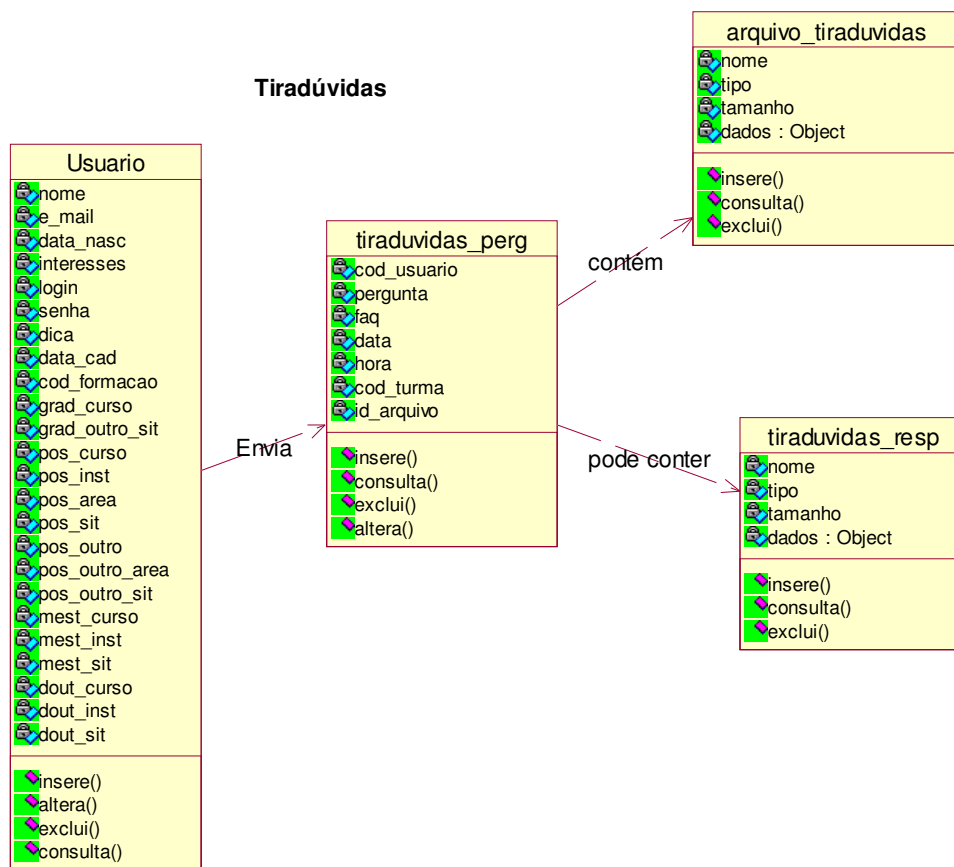 Tiradúvidas
Usuario
nome
e_mail
data_nasc
interesses
login
senha
dica
data_cad
cod_formacao
grad_curso
grad_outro_sit
pos_curso
pos_inst
pos_area
pos_sit
pos_outro
pos_outro_area
pos_outro_sit
mest_curso
mest_inst
mest_sit
dout_curso
dout_inst
dout_sit
insere()
altera()
exclui()
consulta()
Envia
tiraduvidas_perg
cod_usuario
pergunta
faq
data
hora
cod_turma
id_arquivo
insere()
consulta()
exclui()
altera()
contém
arquivo_tiraduvidas
nome
tipo
tamanho
dados : Object
insere()
consulta()
exclui()
pode conter
tiraduvidas_resp
nome
tipo
tamanho
dados : Object
insere()
consulta()
exclui()